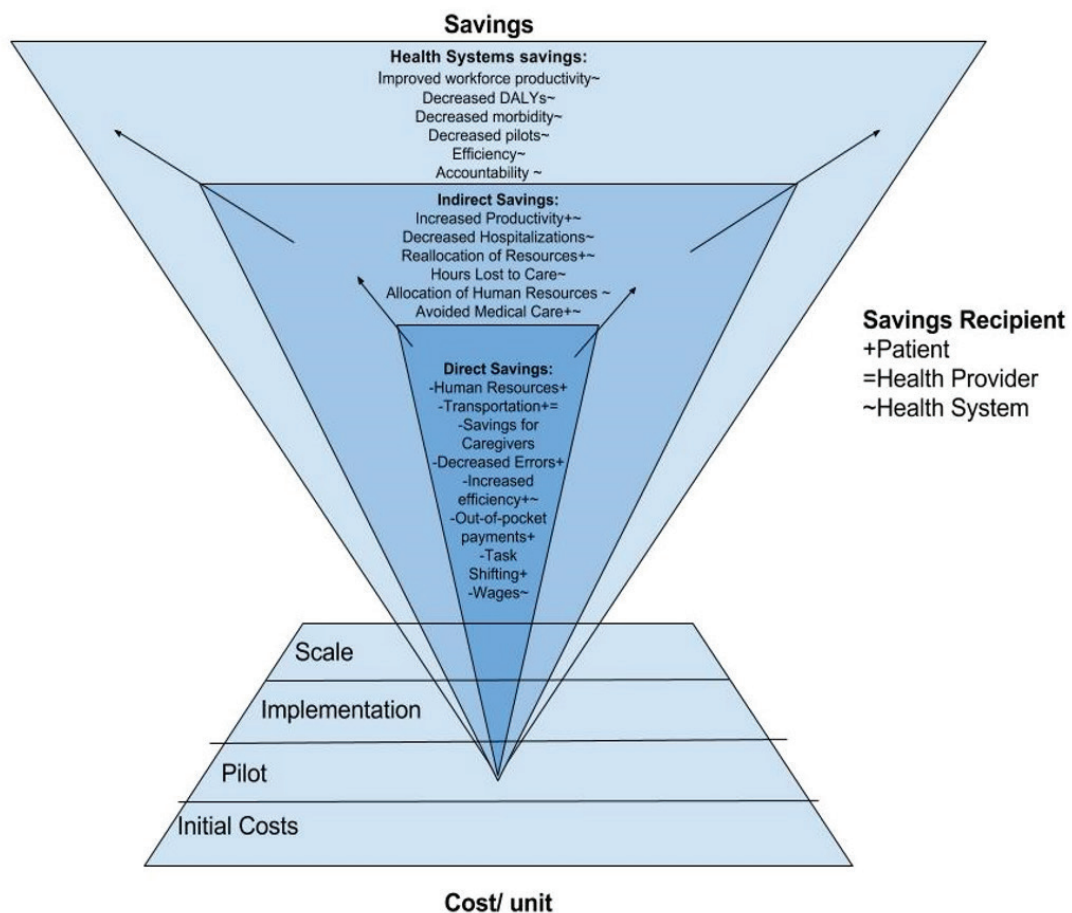 Savings
Health Systems savings:
Improved workforce productivity~
Decreased DALYs~
Decreased morbidity~
Decreased pilots~
Efficiency~
Accountability ~
Indirect Savings:
Increased Productivity+~
Decreased Hospitalizations~
Reallocation of Resources+~
Hours Lost to Care~
Allocation of Human Resources ~
Avoided Medical Care+~
Direct Savings:
-Human Resources+
-Transportation+=
-Savings for
Caregivers
-Decreased Errors+
-Increased
efficiency+~
-Out-of-pocket
payments+
-Task
Shifting+
-Wages~
Savings Recipient
+Patient
=Health Provider
~Health System
Scale
Implementation
Pilot
Initial Costs
Cost/ unit